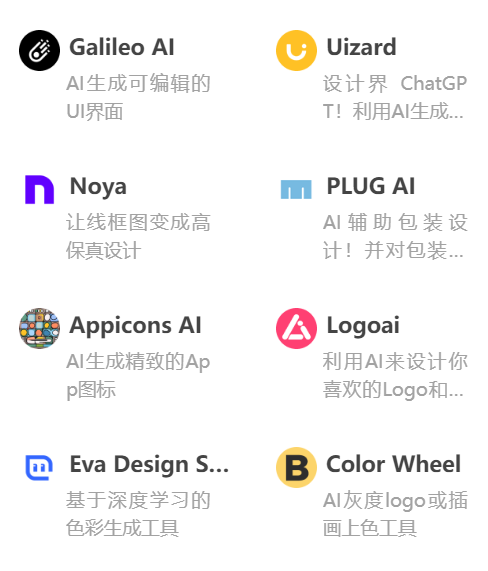 Galileo AI
AI生成可编辑的
UI界面
Uizard
设计界 ChatGP
T！利用AI生成...
Noya
让线框图变成高
保真设计
PLUG AI
AI辅助包装设
计！并对包装...
Appicons AI
AI生成精致的Ap
p图标
Logoai
利用AI来设计你
喜欢的Logo和...
Eva Design S...
基于深度学习的
色彩生成工具
Color Wheel
AI灰度logo或插
画上色工具